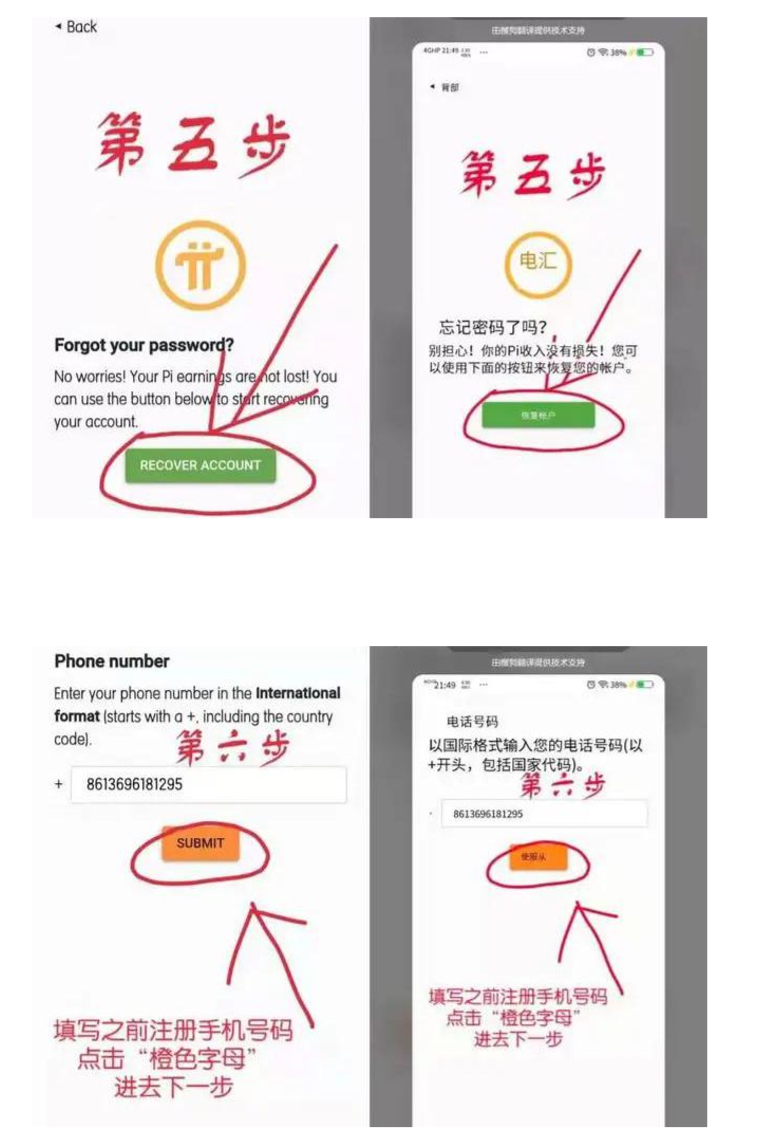 Back
第五步
Forgot your password?
No worries! Your Pi earnings are not lost! You
can use the button below to start recovering
your account.
RECOVER ACCOUNT
由搜狗翻译提供技术支持
21:49
38%
背部
第五步
电汇
忘记密码了吗?
别担心!你的Pi收入没有损失!您可
以使用下面的按钮来恢复您的帐户。
恢复帐户
Phone number
Enter your phone number in the International
format (starts with a +, including the country
code).
第六步
+ 8613696181295
SUBMIT
填写之前注册手机号码
点击“橙色字母”
进去下一步
由搜狗翻译提供技术支持
21:49
38%
电话号码
以国际格式输入您的电话号码(以
+开头，包括国家代码)。
第六步
8613696181295
使服从
填写之前注册手机号码
点击“橙色字母”
进去下一步